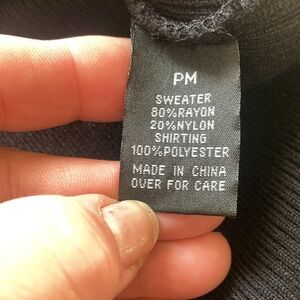 PM
SWEATER
80%RAYON
20%NYLON
SHIRTING
100%POLYESTER
MADE IN CHINA
OVER FOR CARE